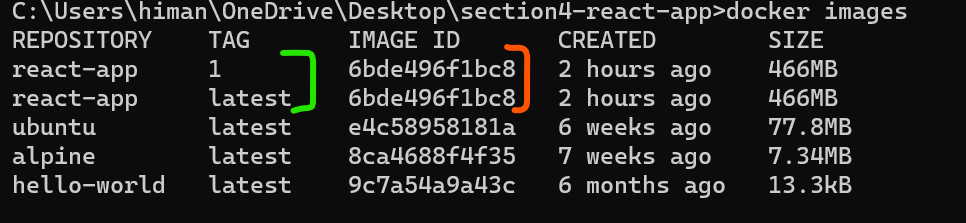 C:\Users\himan\OneDrive\Desktop\section4-react-app>docker images
REPOSITORY    TAG       IMAGE ID       CREATED        SIZE
react-app     1         6bde496f1bc8   2 hours ago    466MB
react-app     latest    6bde496f1bc8   2 hours ago    466MB
ubuntu        latest    e4c58958181a   6 weeks ago    77.8MB
alpine        latest    8ca4688f4f35   7 weeks ago    7.34MB
hello-world   latest    9c7a54a9a43c   6 months ago   13.3kB